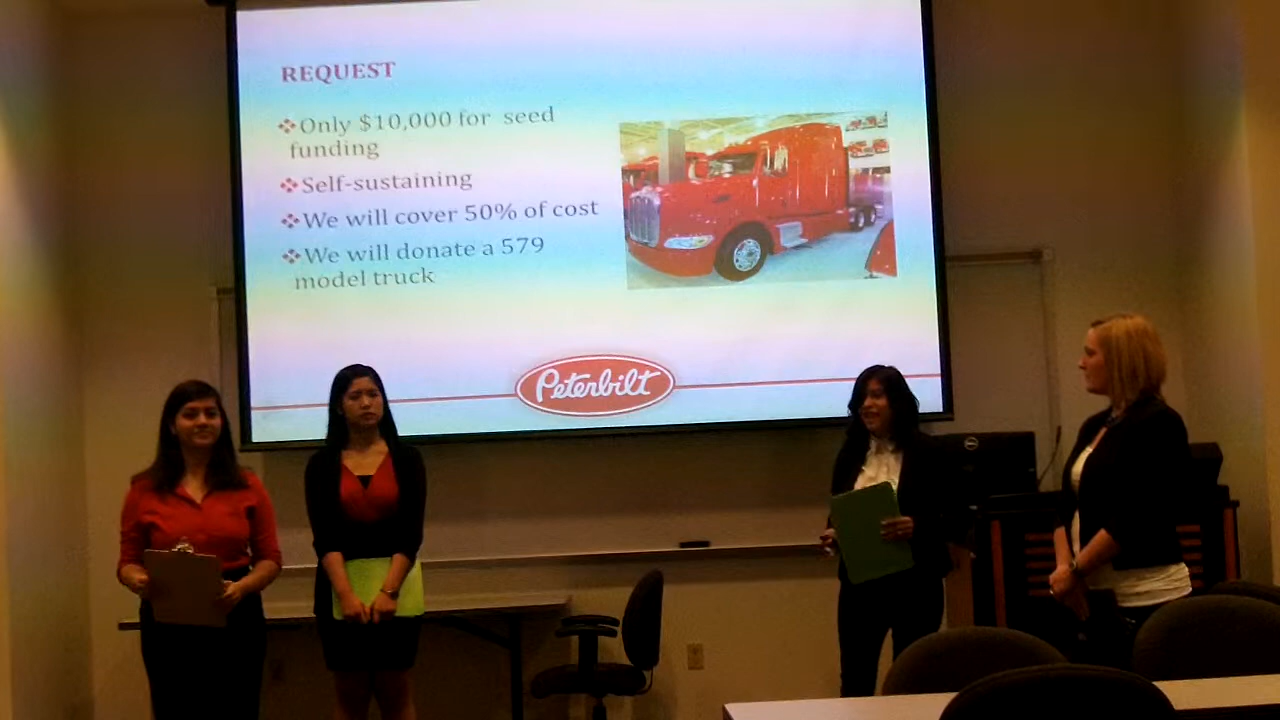 REQUEST
❖Only $10,000 for seed
funding
❖Self-sustaining
❖We will cover 50% of cost
❖We will donate a 579
model truck
Peterbilt